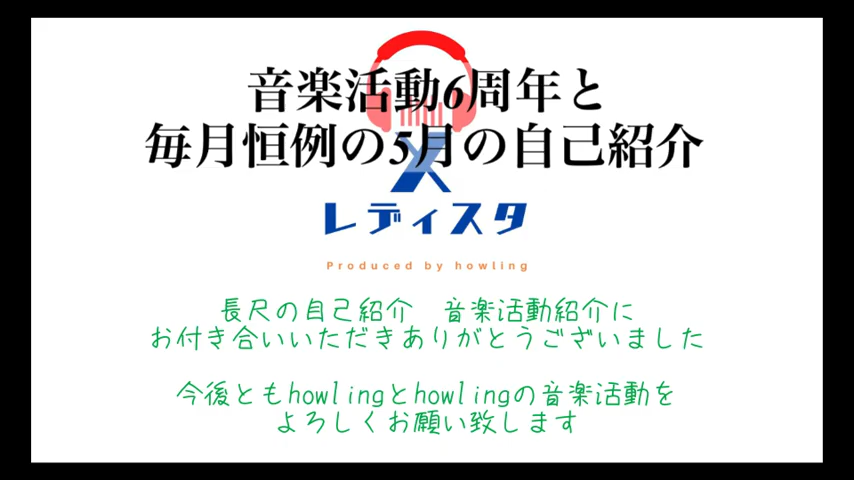 音楽活動6周年と
毎月恒例の5月の自己紹介
レディスタ
Produced by howling
長尺の自己紹介　音楽活動紹介に
お付き合いいただきありがとうございました
今後ともhowlingとhowlingの音楽活動を
よろしくお願い致します